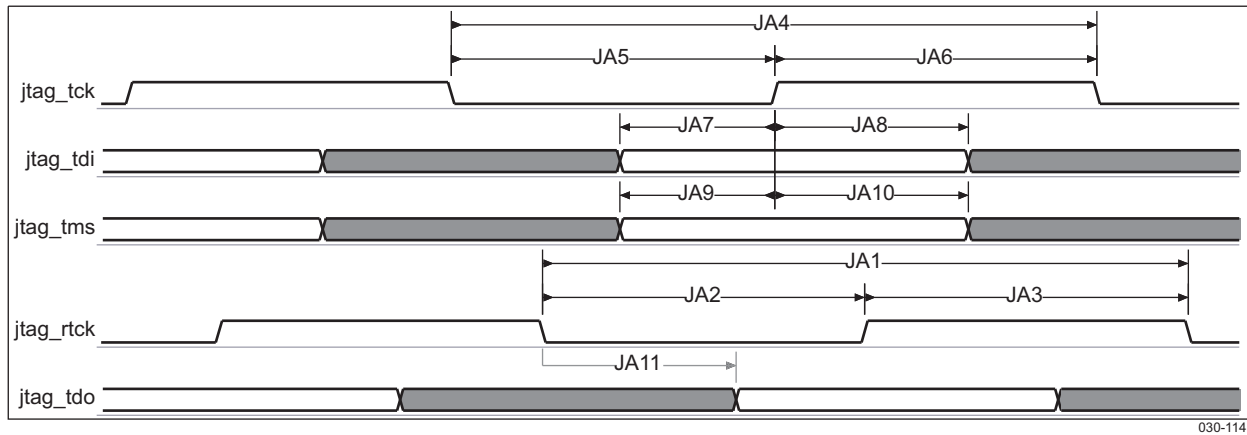 JA4
JA5 JA6
jtag_tck
JA7 JA8
jtag_tdi
JA9 JA10
jtag_tms
JA1
JA2 JA3
jtag_rtck
JA11
jtag_tdo
030-114